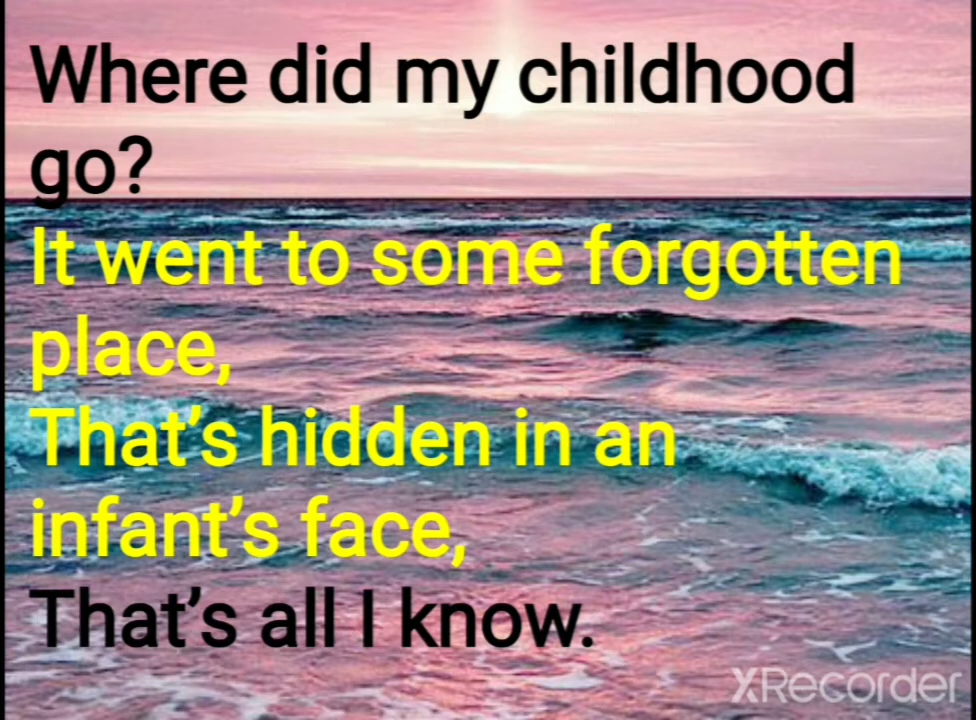 Where did my childhood
go?
It went to some forgotten
place,
That’s hidden in an
infant’s face,
That’s all I know.
XRecorder